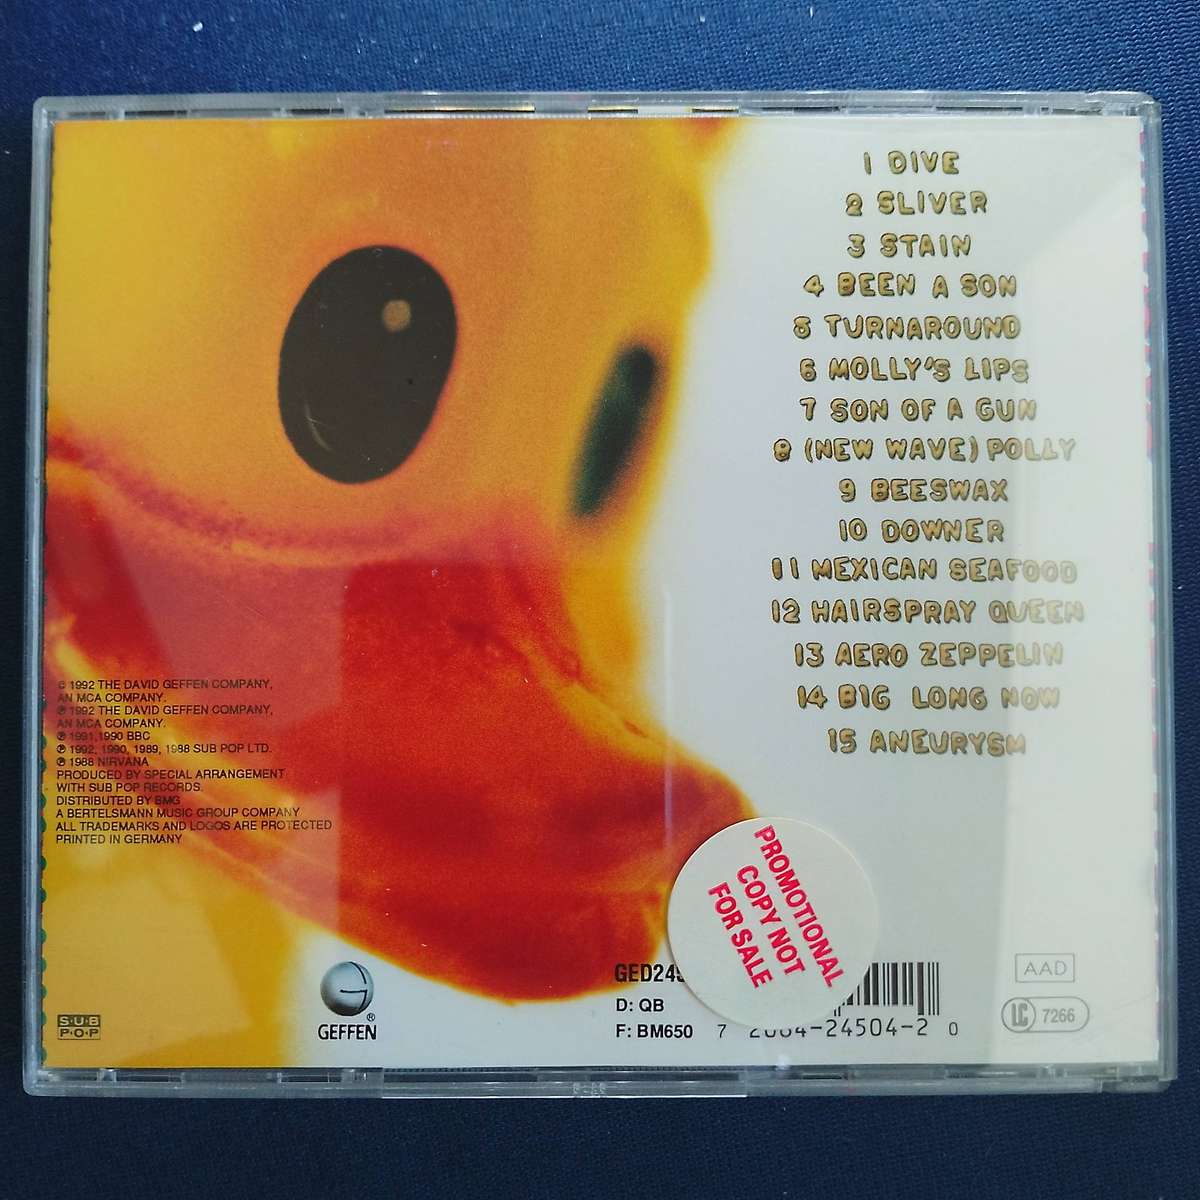 1 DIVE
2 SLIVER
3 STAIN
4 BEEN A SON
5 TURNAROUND
6 MOLLY'S LIPS
7 SON OF A GUN
8 (NEW WAVE) POLLY
9 BEESWAX
10 DOWNER
11 MEXICAN SEAFOOD
12 HAIRSPRAY QUEEN
13 AERO ZEPPELIN
14 BIG LONG NOW
15 ANEURYSM
© 1992 THE DAVID GEFFEN COMPANY,
AN MCA COMPANY.
℗ 1992 THE DAVID GEFFEN COMPANY,
AN MCA COMPANY.
℗ 1991,1990 BBC
℗ 1992, 1990, 1989, 1988 SUB POP LTD.
℗ 1988 NIRVANA
PRODUCED BY SPECIAL ARRANGEMENT
WITH SUB POP RECORDS.
DISTRIBUTED BY BMG
A BERTELSMANN MUSIC GROUP COMPANY
ALL TRADEMARKS AND LOGOS ARE PROTECTED
PRINTED IN GERMANY
SUB
POP
G
®
GEFFEN
PROMOTIONAL
COPY NOT
FOR SALE
D: QB
F: BM650
7 -24504-2 0
AAD
LC 7266